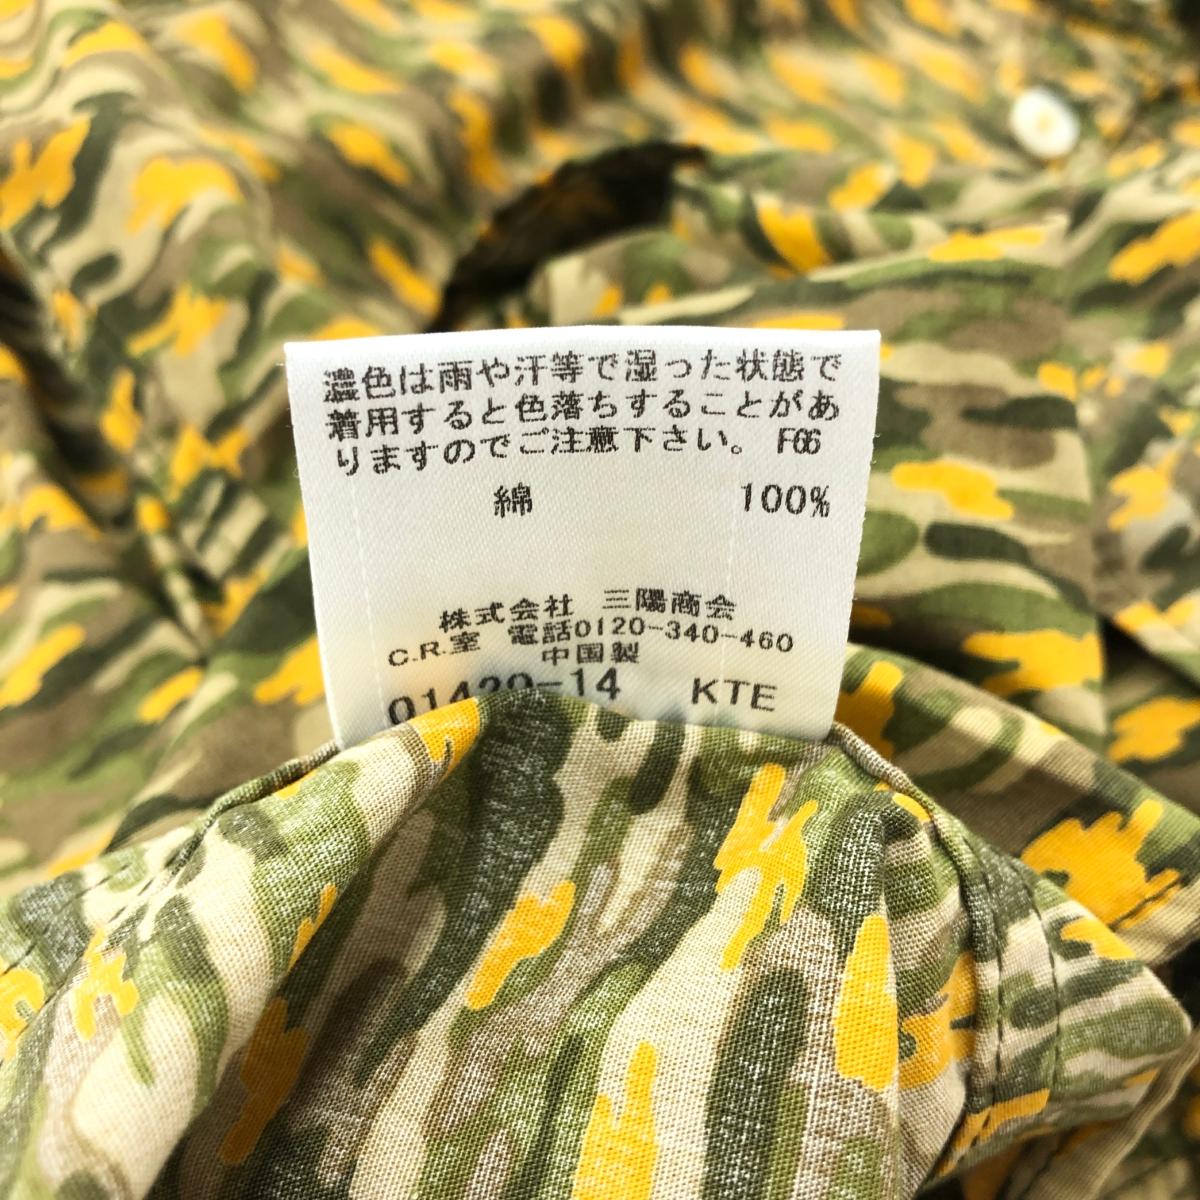 濃色は雨や汗等で湿った状態で
着用すると色落ちすることがあ
りますのでご注意下さい。 F66
綿 100%
株式会社 三陽商会
C.R.室 電話0120-340-460
中国製
01429-14 KTE